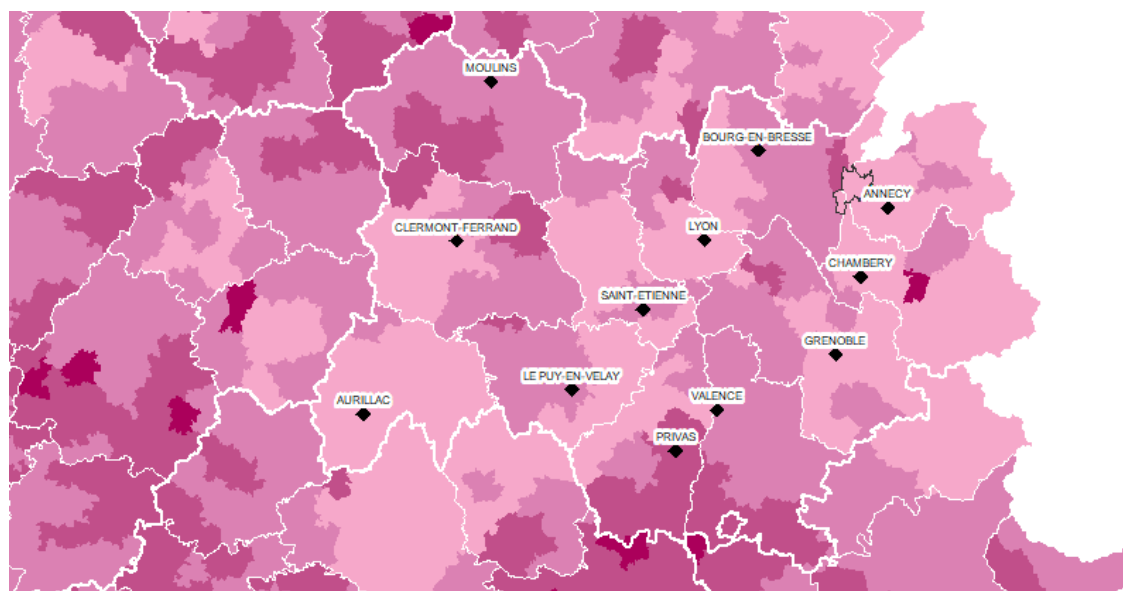 MOULINS
BOURG-EN-BRESSE
ANNECY
CLERMONT-FERRAND
LYON
CHAMBERY
SAINT-ETIENNE
GRENOBLE
LE PUY-EN-VELAY
AURILLAC
VALENCE
PRIVAS